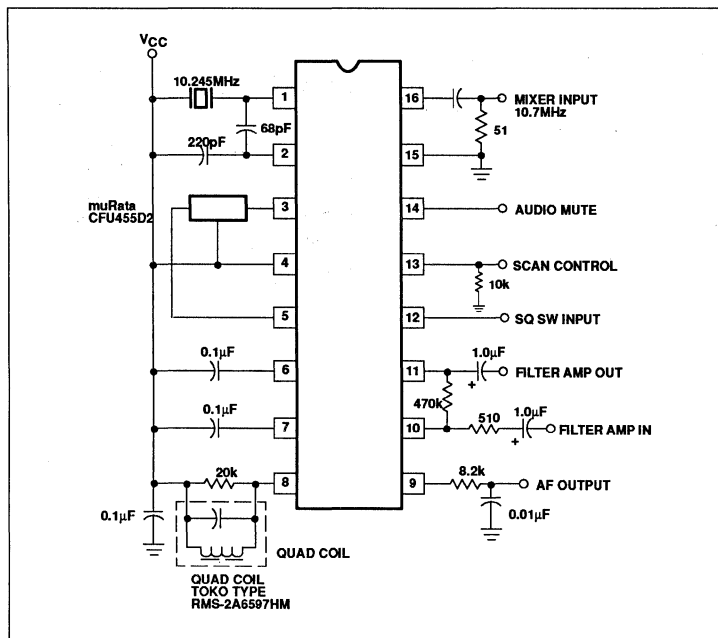 VCC
10.245MHz
1
16
MIXER INPUT
10.7MHz
68pF
51
220pF
2
15
muRata
CFU455D2
3
14
AUDIO MUTE
4
13
SCAN CONTROL
10k
5
12
SQ SW INPUT
0.1μF
6
11
1.0μF
FILTER AMP OUT
+
470k
0.1μF
7
10
510
1.0μF
+
FILTER AMP IN
20k
8
9
8.2k
AF OUTPUT
0.1μF
0.01μF
QUAD COIL
QUAD COIL
TOKO TYPE
RMS-2A6597HM